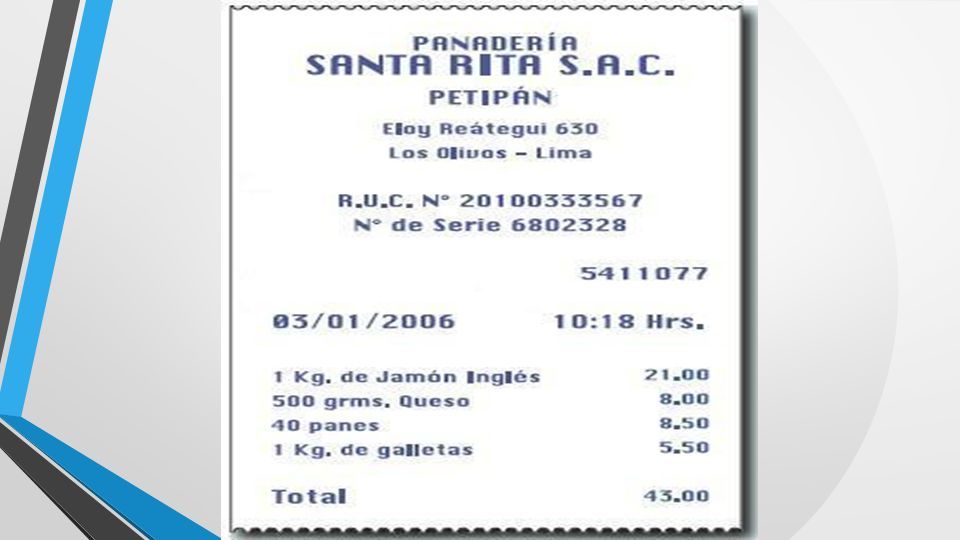 PANADERÍA
SANTA RITA S.A.C.
PETIPÁN
Eloy Reátegui 630
Los Olivos - Lima
R.U.C. N° 20100333567
N° de Serie 6802328
5411077
03/01/2006 10:18 Hrs.
1 Kg. de Jamón Inglés 21.00
500 grms. Queso 8.00
40 panes 8.50
1 Kg. de galletas 5.50
Total 43.00